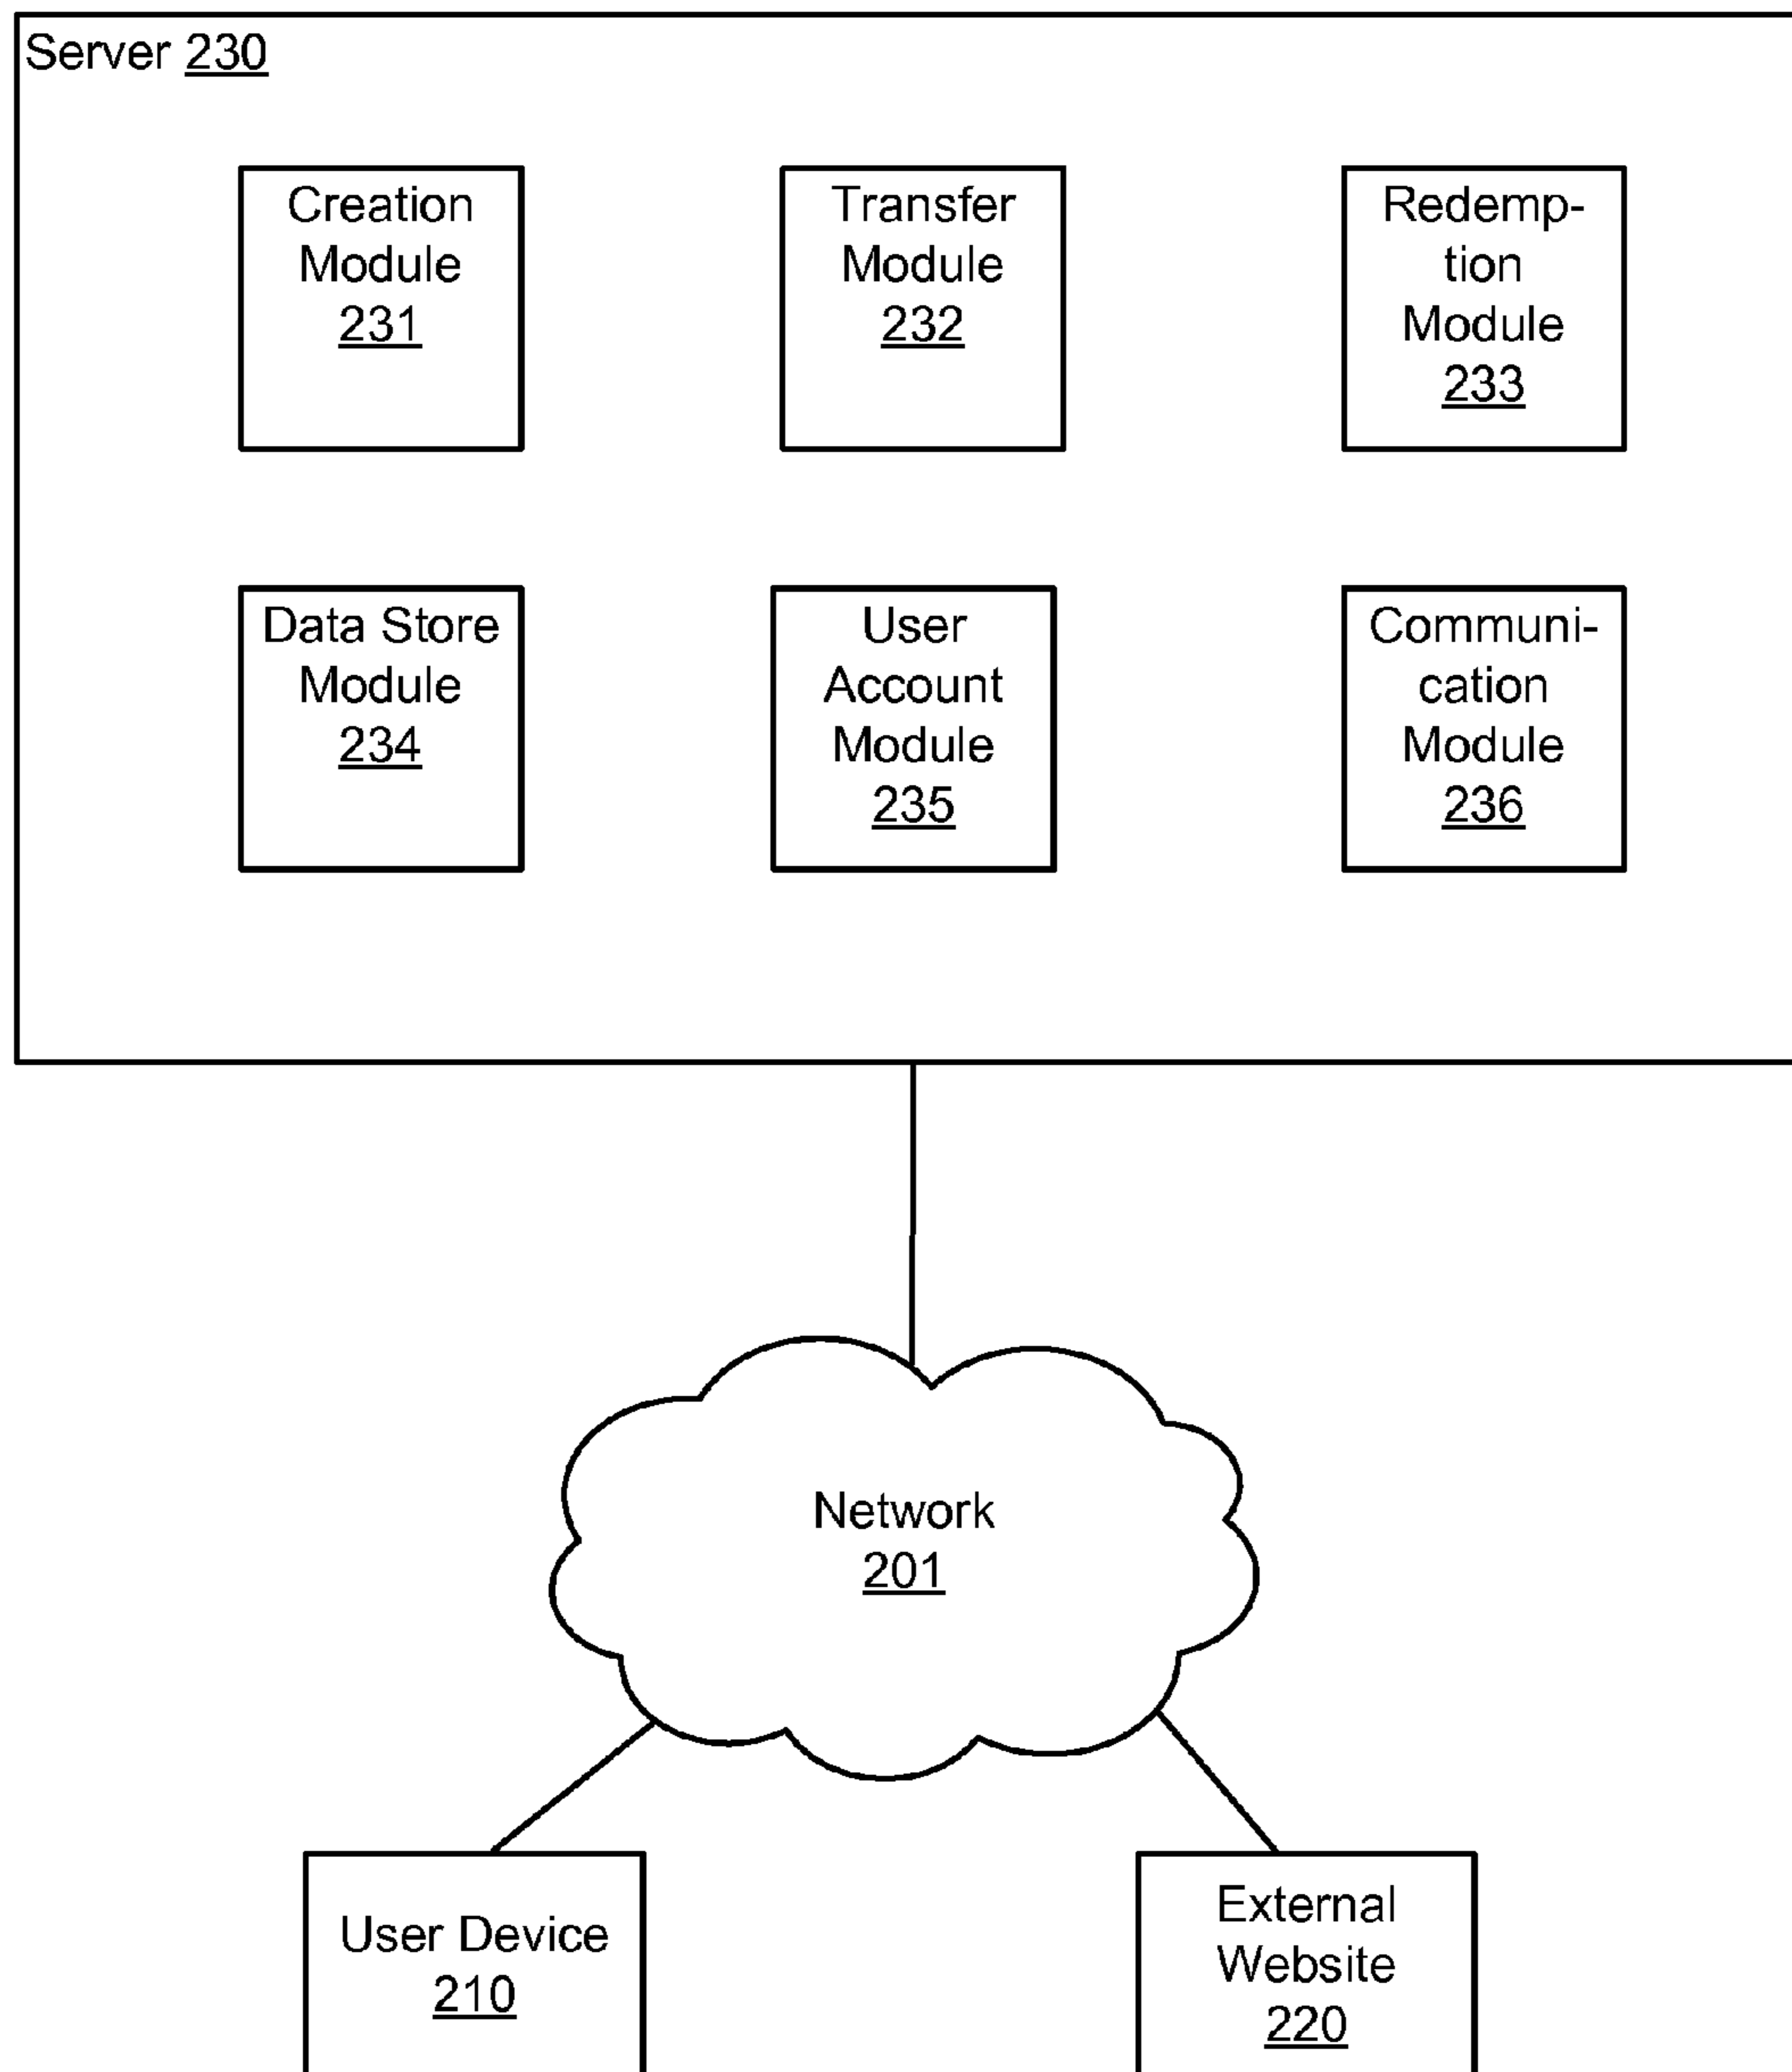 Server 230
Creation
Module
231
Transfer
Module
232
Redemp-
tion
Module
233
Data Store
Module
234
User
Account
Module
235
Communi-
cation
Module
236
Network
201
User Device
210
External
Website
220